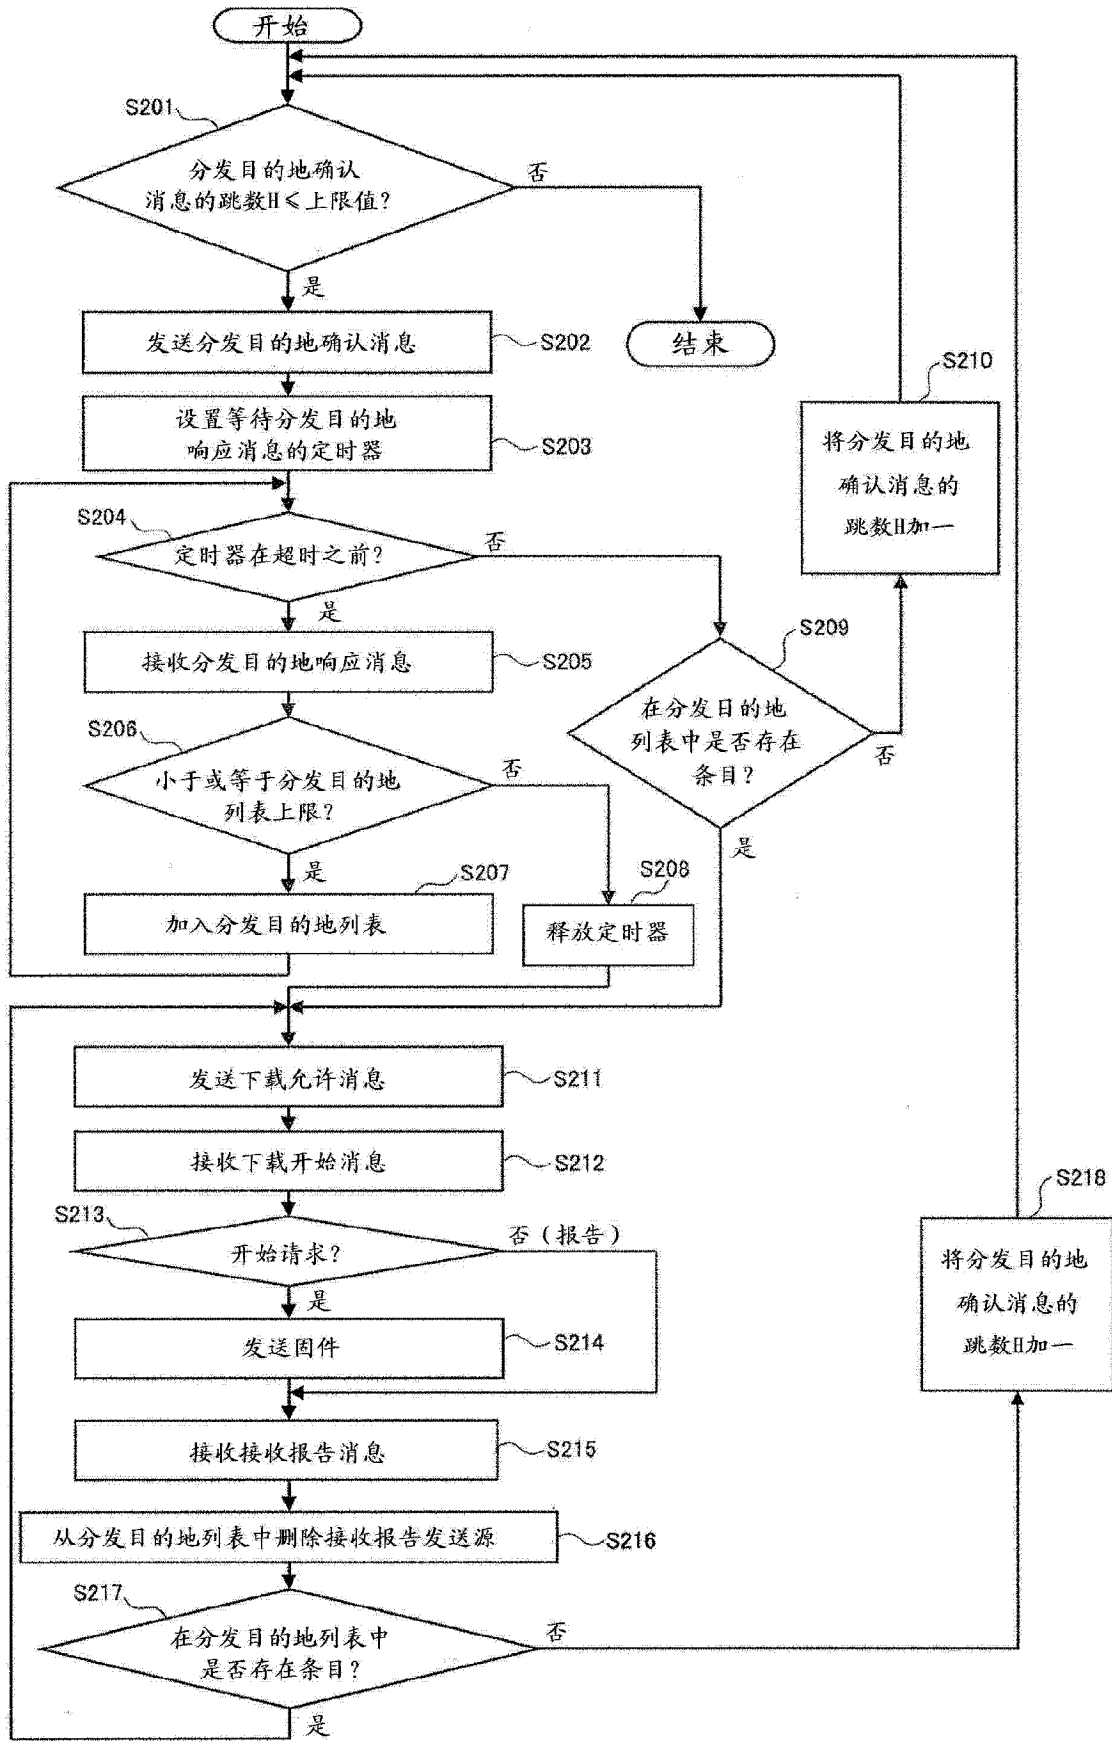 开始
S201
分发目的地确认
消息的跳数H≤上限值?
否
是
发送分发目的地确认消息
S202
结束
S210
设置等待分发目的地
响应消息的定时器
S203
将分发目的地
确认消息的
跳数H加一
S204
定时器在超时之前?
否
是
S209
接收分发目的地响应消息
S205
在分发目的地
列表中是否存在
条目?
否
是
S206
小于或等于分发目的地
列表上限?
否
是
S207
加入分发目的地列表
S208
释放定时器
发送下载允许消息
S211
接收下载开始消息
S212
S213
开始请求?
否(报告)
是
S218
将分发目的地
确认消息的
跳数H加一
发送固件
S214
接收接收报告消息
S215
从分发目的地列表中删除接收报告发送源
S216
S217
在分发目的地列表中
是否存在条目?
否
是